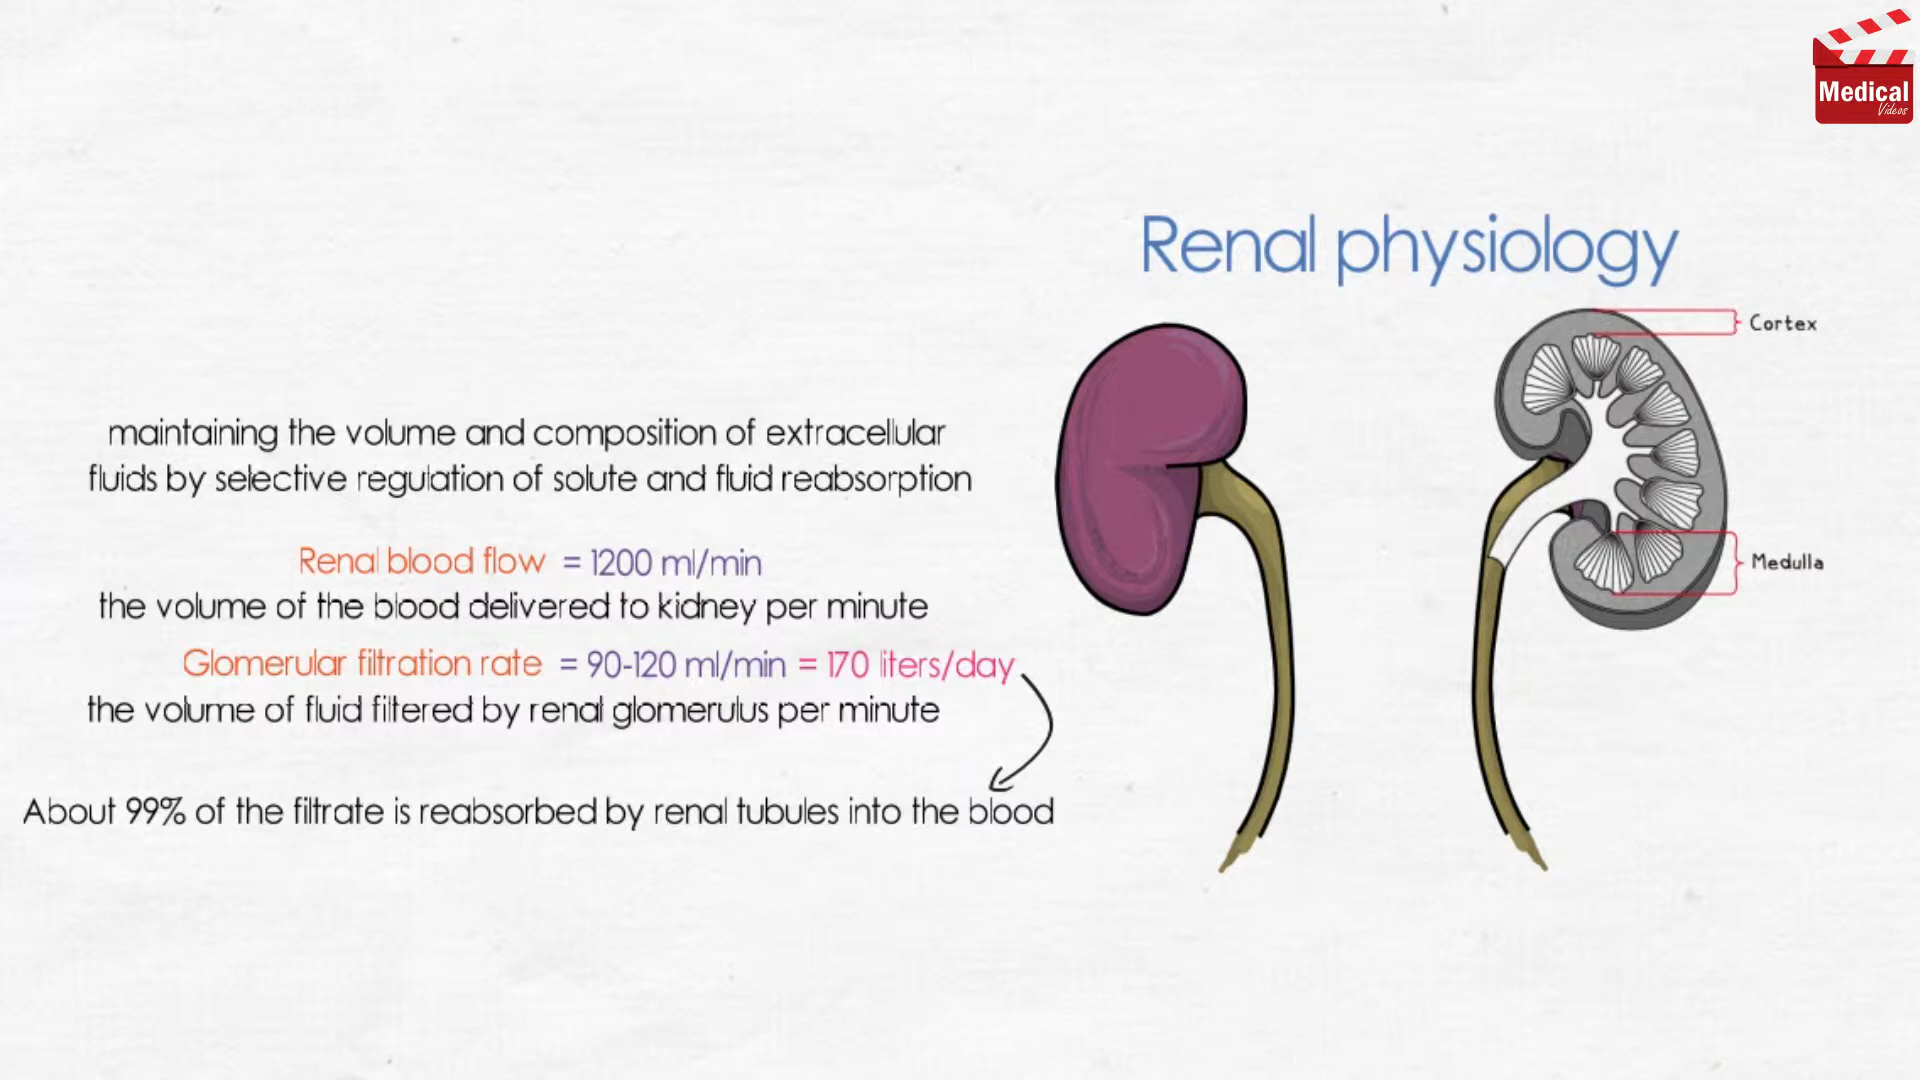 Medical
Videos
Renal physiology
Cortex
maintaining the volume and composition of extracellular
fluids by selective regulation of solute and fluid reabsorption
Renal blood flow = 1200 ml/min
Medulla
the volume of the blood delivered to kidney per minute
Glomerular filtration rate = 90-120 ml/min = 170 liters/day
the volume of fluid filtered by renal glomerulus per minute
About 99% of the filtrate is reabsorbed by renal tubules into the blood